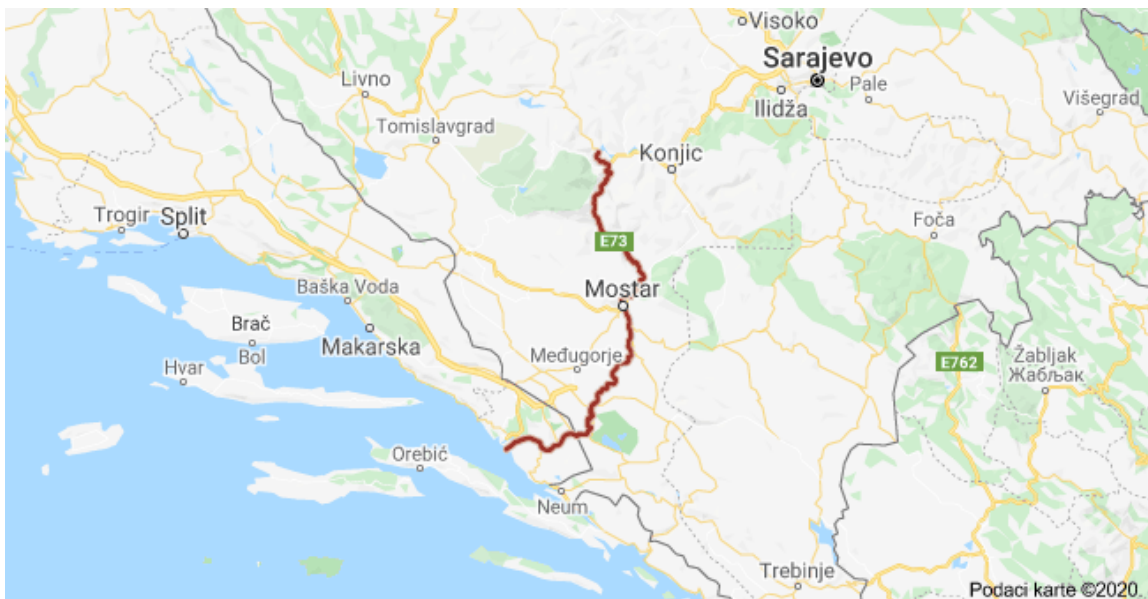 Visoko
Sarajevo
Livno
Ilidža
Pale
Višegrad
Tomislavgrad
Konjic
Trogir
Split
Foča
E73
Baška Voda
Mostar
Brač
Makarska
Bol
Međugorje
Hvar
E762
Žabljak
Жабљак
Orebić
Neum
Trebinje
Podaci karte ©2020